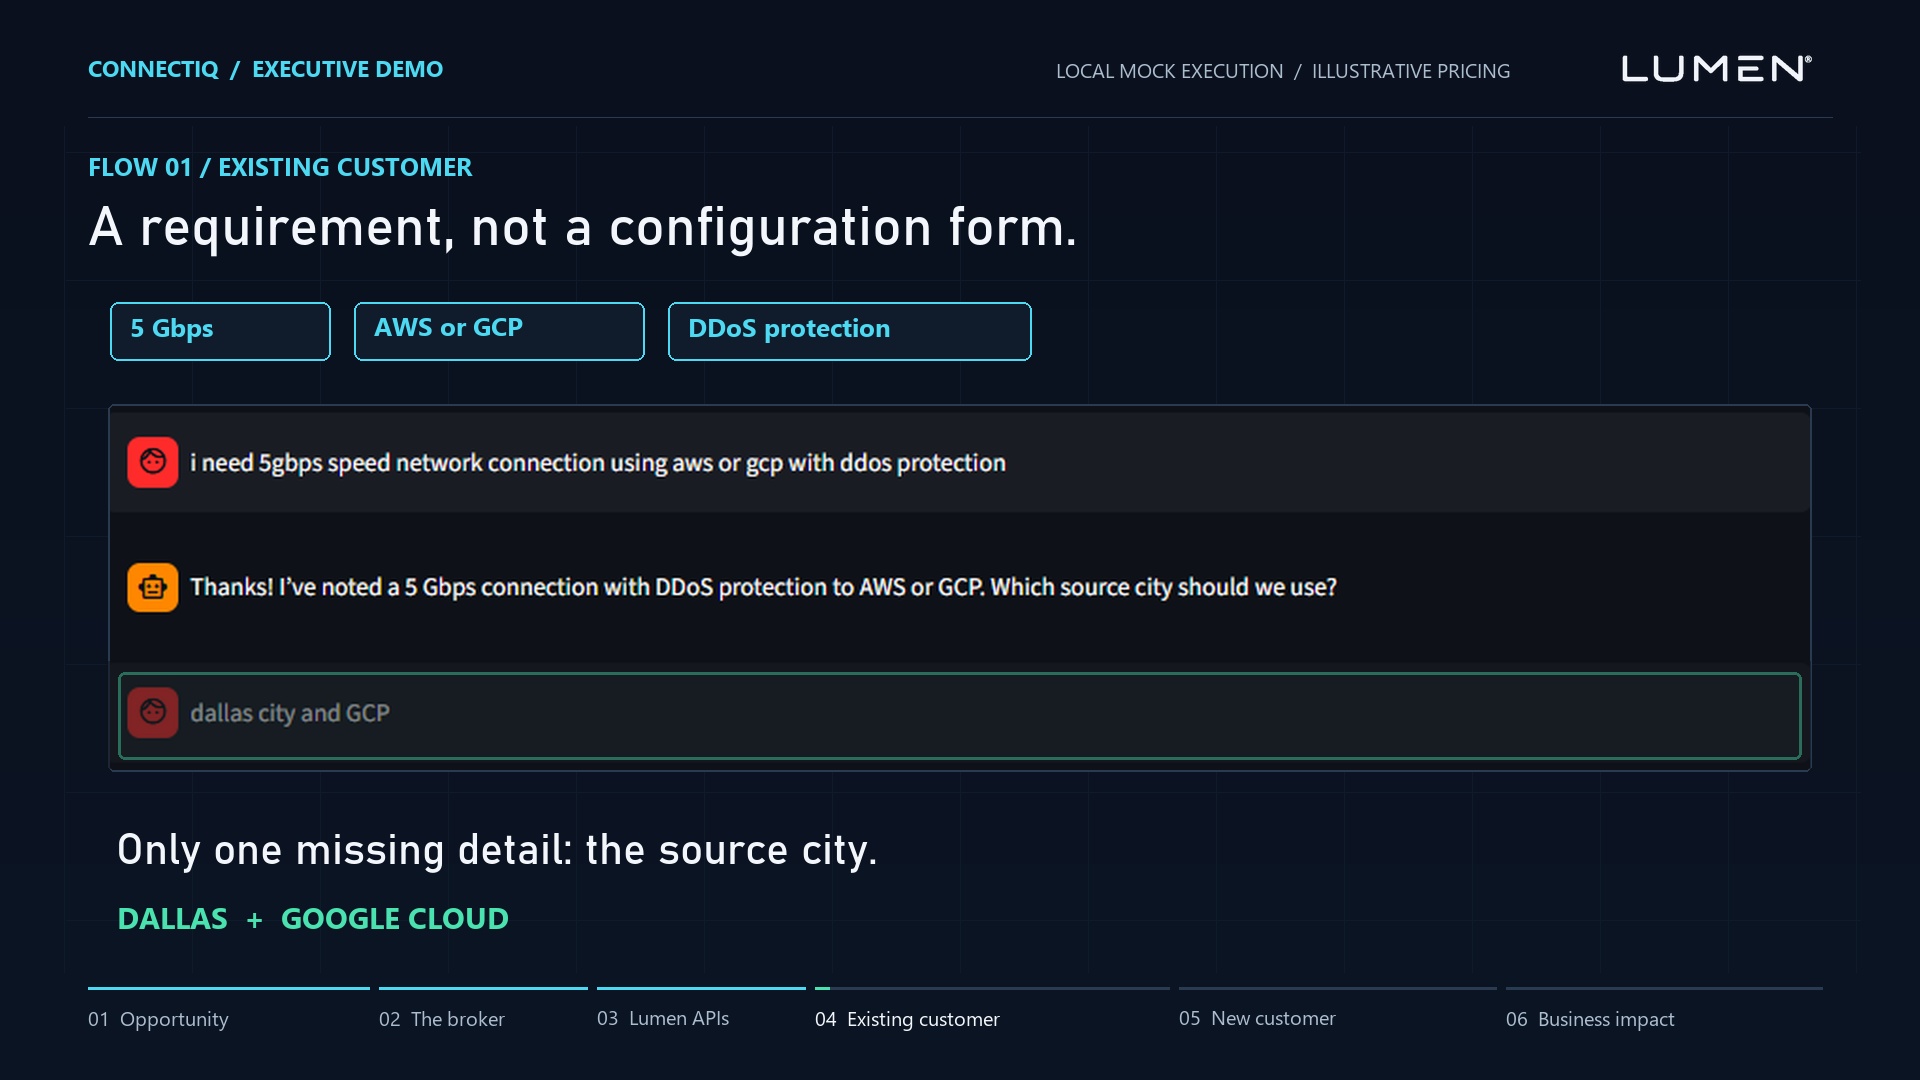 CONNECTIQ / EXECUTIVE DEMO
LOCAL MOCK EXECUTION / ILLUSTRATIVE PRICING
LUMEN®
FLOW 01 / EXISTING CUSTOMER
A requirement, not a configuration form.
5 Gbps
AWS or GCP
DDoS protection
i need 5gbps speed network connection using aws or gcp with ddos protection
Thanks! I’ve noted a 5 Gbps connection with DDoS protection to AWS or GCP. Which source city should we use?
dallas city and GCP
Only one missing detail: the source city.
DALLAS + GOOGLE CLOUD
01 Opportunity
02 The broker
03 Lumen APIs
04 Existing customer
05 New customer
06 Business impact